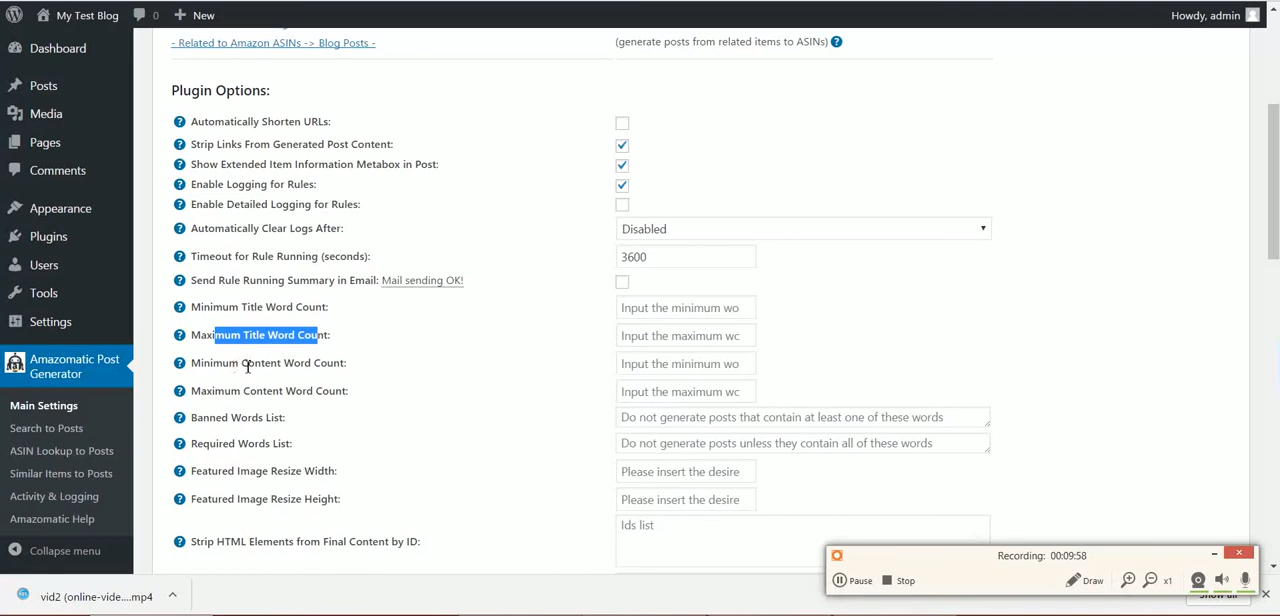 My Test Blog
0
New
Howdy, admin
Dashboard
Posts
Media
Pages
Comments
Appearance
Plugins
Users
Tools
Settings
Amazomatic Post
Generator
Main Settings
Search to Posts
ASIN Lookup to Posts
Similar Items to Posts
Activity & Logging
Amazomatic Help
Collapse menu
- Related to Amazon ASINs -> Blog Posts -
(generate posts from related items to ASINs)
Plugin Options:
Automatically Shorten URLs:
Strip Links From Generated Post Content:
Show Extended Item Information Metabox in Post:
Enable Logging for Rules:
Enable Detailed Logging for Rules:
Automatically Clear Logs After:
Disabled
Timeout for Rule Running (seconds):
3600
Send Rule Running Summary in Email: Mail sending OK!
Minimum Title Word Count:
Input the minimum wo
Maximum Title Word Count:
Input the maximum wc
Minimum Content Word Count:
Input the minimum wo
Maximum Content Word Count:
Input the maximum wc
Banned Words List:
Do not generate posts that contain at least one of these words
Required Words List:
Do not generate posts unless they contain all of these words
Featured Image Resize Width:
Please insert the desire
Featured Image Resize Height:
Please insert the desire
Strip HTML Elements from Final Content by ID:
Ids list
Recording: 00:09:58
Pause
Stop
Draw
x1
vid2 (online-vide....mp4
Show all